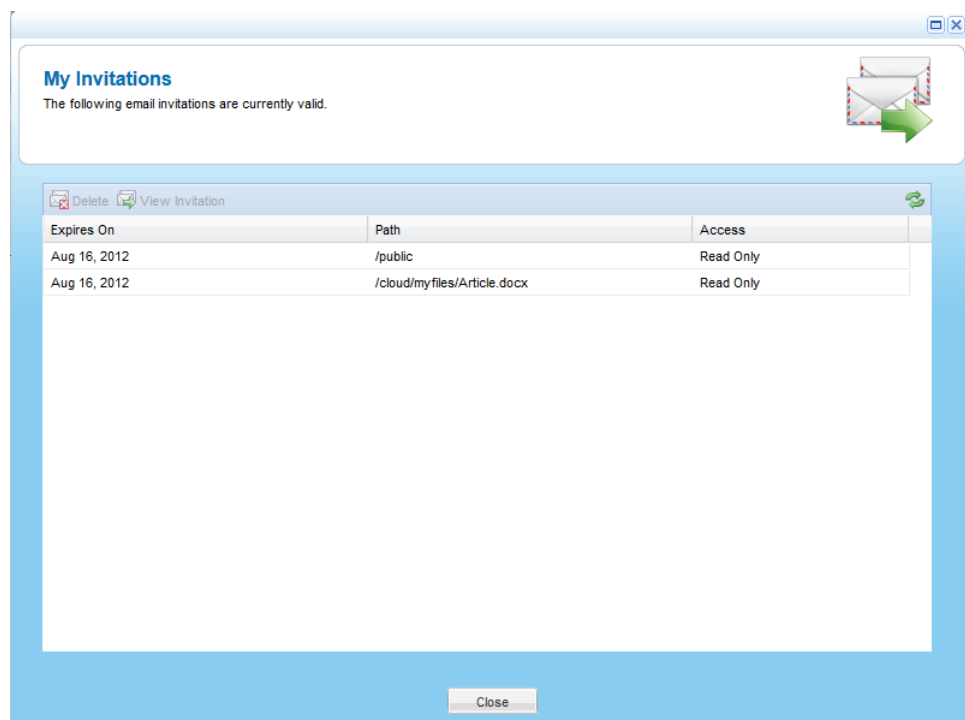 My Invitations
The following email invitations are currently valid.
Delete View Invitation
Expires On Path Access
Aug 16, 2012 /public Read Only
Aug 16, 2012 /cloud/myfiles/Article.docx Read Only
Close